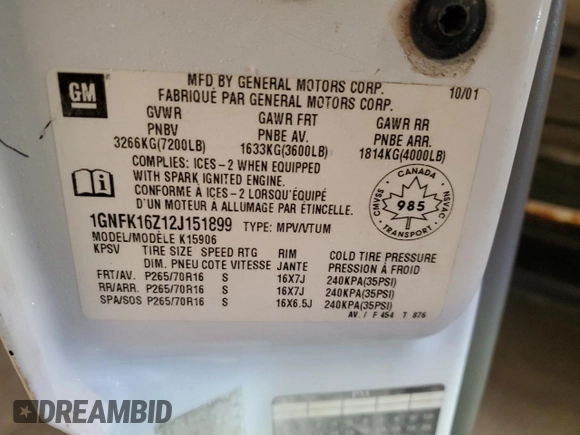 GM
MFD BY GENERAL MOTORS CORP.
FABRIQUÉ PAR GENERAL MOTORS CORP.
10/01
GVWR GAWR FRT GAWR RR
PNBV PNBE AV. PNBE ARR.
3266KG(7200LB) 1633KG(3600LB) 1814KG(4000LB)
COMPLIES: ICES-2 WHEN EQUIPPED
WITH SPARK IGNITED ENGINE.
CONFORME À ICES-2 LORSQU'ÉQUIPÉ
D'UN MOTEUR A ALLUMAGE PAR ÉTINCELLE.
CANADA
CMVSS 985 NSVAC
TRANSPORT
1GNFK16Z12J151899 TYPE: MPV/VTUM
MODEL/MODÈLE K15906
KPSV TIRE SIZE SPEED RTG RIM COLD TIRE PRESSURE
DIM. PNEU COTE VITESSE JANTE PRESSION À FROID
FRT/AV. P265/70R16 S 16X7J 240KPA(35PSI)
RR/ARR. P265/70R16 S 16X7J 240KPA(35PSI)
SPA/SOS P265/70R16 S 16X6.5J 240KPA(35PSI)
AV. / F 454 T 876
DREAMBID